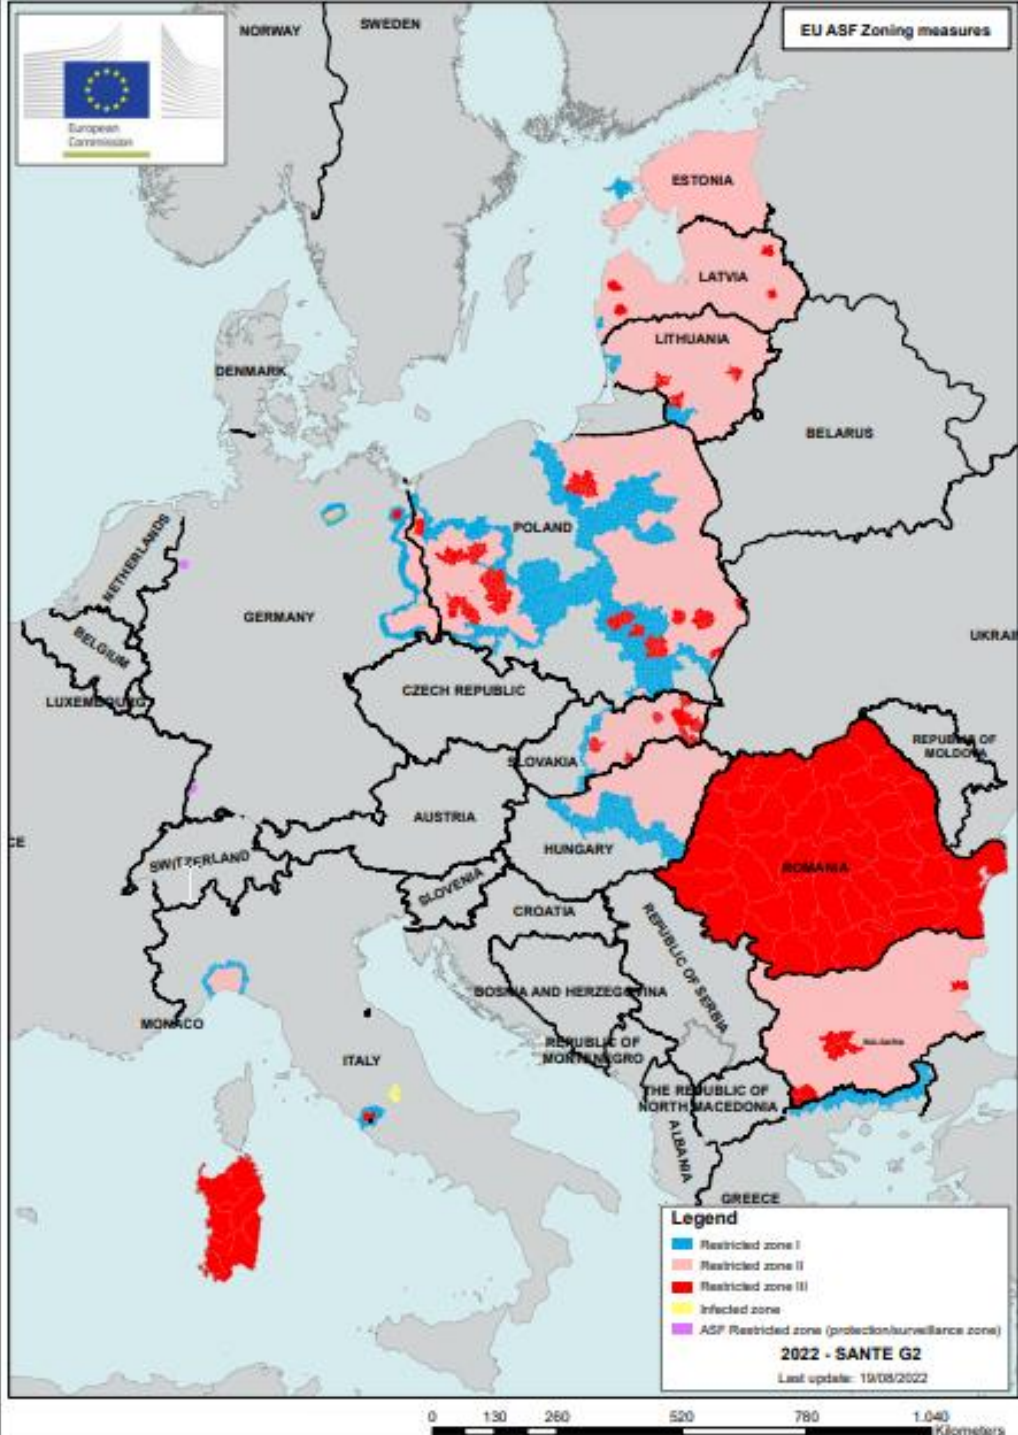 NORWAY
SWEDEN
EU ASF Zoning measures
European
Commission
ESTONIA
LATVIA
LITHUANIA
DENMARK
BELARUS
POLAND
NETHERLANDS
GERMANY
BELGIUM
UKRAI
LUXEMBOURG
CZECH REPUBLIC
REPUBLIC OF
MOLDOVA
SLOVAKIA
AUSTRIA
CE
HUNGARY
SWITZERLAND
ROMANIA
SLOVENIA
CROATIA
REPUBLIC OF SERBIA
BOSNIA AND HERZEGOVINA
MONACO
BULGARIA
REPUBLIC OF
MONTENEGRO
ITALY
THE REPUBLIC OF
NORTH MACEDONIA
ALBANIA
GREECE
Legend
Restricted zone I
Restricted zone II
Restricted zone III
Infected zone
ASF Restricted zone (protection/surveillance zone)
2022 - SANTE G2
Last update: 19/08/2022
0 130 260 520 780 1.040
Kilometers